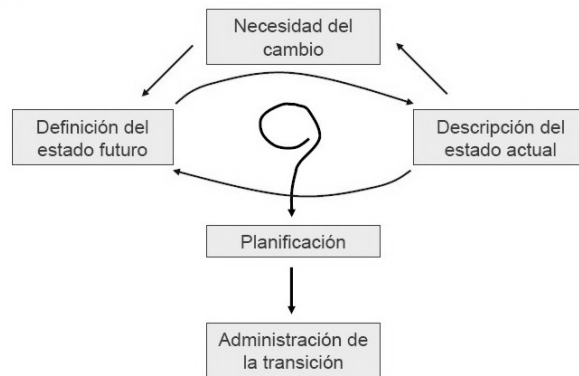 Necesidad del
cambio
Definición del
estado futuro
Descripción del
estado actual
Planificación
Administración de
la transición